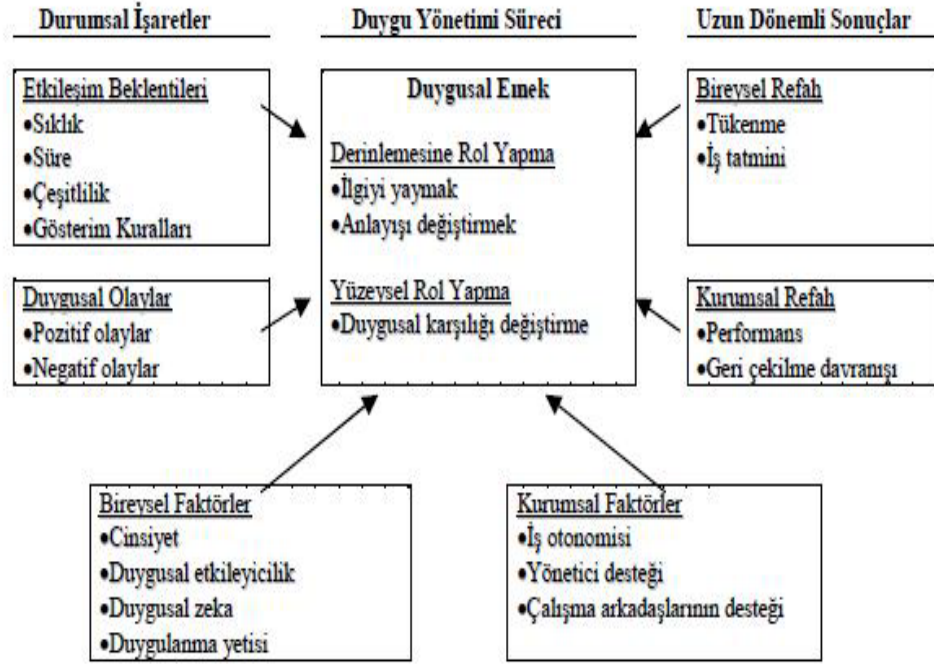 Durumsal İşaretler
Duygu Yönetimi Süreci
Uzun Dönemli Sonuçlar
Etkileşim Beklentileri
•Sıklık
•Süre
•Çeşitlilik
•Gösterim Kuralları
Duygusal Olaylar
•Pozitif olaylar
•Negatif olaylar
Duygusal Emek
Derinlemesine Rol Yapma
•İlgiyi yaymak
•Anlayışı değiştirmek
Yüzeysel Rol Yapma
•Duygusal karşılığı değiştirme
Bireysel Refah
•Tükenme
•İş tatmini
Kurumsal Refah
•Performans
•Geri çekilme davranışı
Bireysel Faktörler
•Cinsiyet
•Duygusal etkileyicilik
•Duygusal zeka
•Duygulanma yetisi
Kurumsal Faktörler
•İş otonomisi
•Yönetici desteği
•Çalışma arkadaşlarının desteği